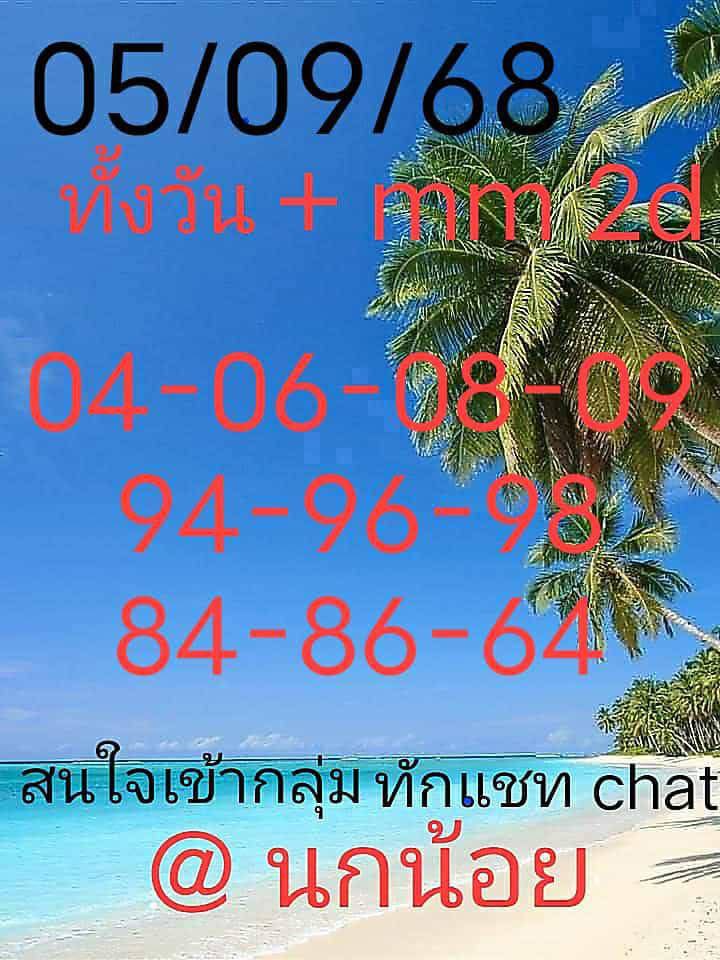 05/09/68
ทั้งวัน + mm 2d
04-06-08-09
94-96-98
84-86-64
สนใจเข้ากลุ่ม ทักแชท chat
@ นกน้อย